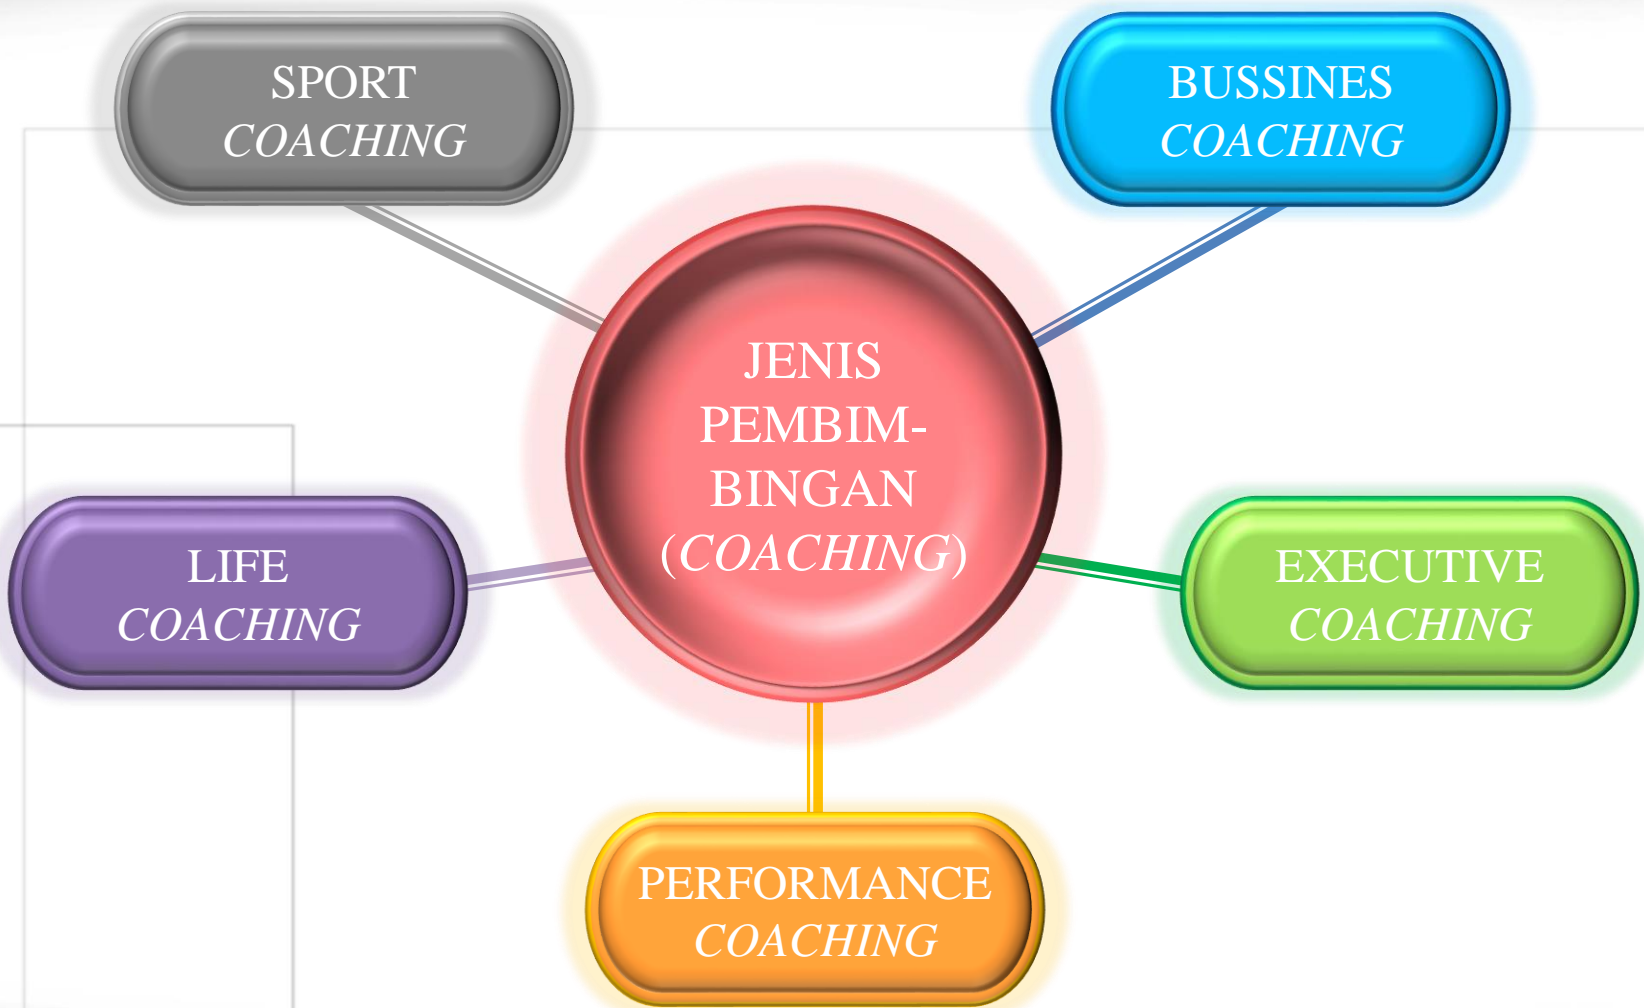 SPORT
COACHING
BUSSINES
COACHING
JENIS
PEMBIM-
BINGAN
(COACHING)
LIFE
COACHING
EXECUTIVE
COACHING
PERFORMANCE
COACHING